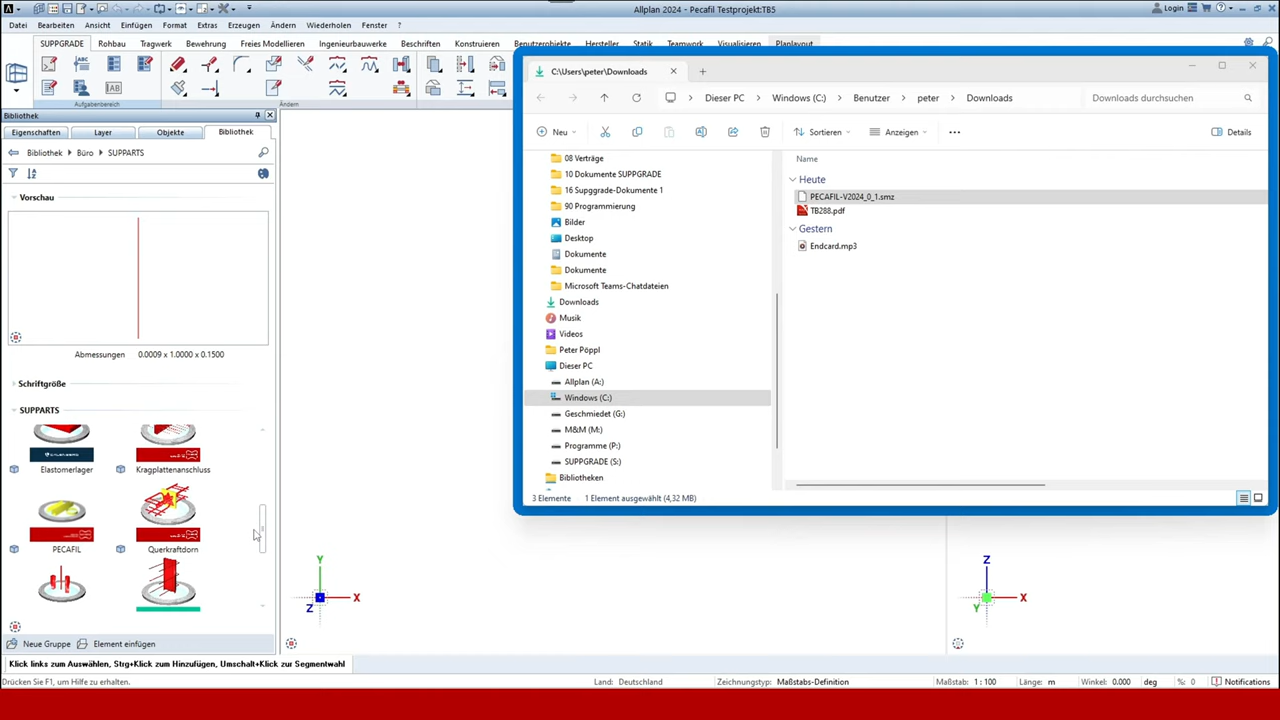 Allplan 2024 - Pecafil Testprojekt:TB5
Login
Datei Bearbeiten Ansicht Einfügen Format Extras Erzeugen Ändern Wiederholen Fenster ?
SUPPGRADE Rohbau Tragwerk Bewehrung Freies Modellieren Ingenieurbauwerke Beschriften Konstruieren Benutzerobjekte Hersteller Statik Teamwork Visualisieren Planlayout
ABC
AB
Aufgabenbereich
Ändern
Bibliothek
Eigenschaften Layer Objekte Bibliothek
Bibliothek Büro SUPPARTS
Vorschau
Abmessungen 0.0009 x 1.0000 x 0.1500
Schriftgröße
SUPPARTS
Elastomerlager Kragplattenanschluss
PECAFIL Querkraftdorn
Neue Gruppe Element einfügen
C:\Users\peter\Downloads
Dieser PC Windows (C:) Benutzer peter Downloads
Downloads durchsuchen
Neu Sortieren Anzeigen Details
08 Verträge
10 Dokumente SUPPGRADE
16 Supggrade-Dokumente 1
90 Programmierung
Bilder
Desktop
Dokumente
Dokumente
Microsoft Teams-Chatdateien
Downloads
Musik
Videos
Peter Pöppl
Dieser PC
Allplan (A:)
Windows (C:)
Geschmiedet (G:)
M&M (M:)
Programme (P:)
SUPPGRADE (S:)
Bibliotheken
Name
Heute
PECAFIL-V2024_0_1.smz
TB288.pdf
Gestern
Endcard.mp3
3 Elemente 1 Element ausgewählt (4,32 MB)
Y
X
Z
Z
X
Y
Klick links zum Auswählen, Strg+Klick zum Hinzufügen, Umschalt+Klick zur Segmentwahl
Drücken Sie F1, um Hilfe zu erhalten.
Land: Deutschland Zeichnungstyp: Maßstabs-Definition Maßstab: 1 : 100 Länge: m Winkel: 0.000 deg %: 0 Notifications